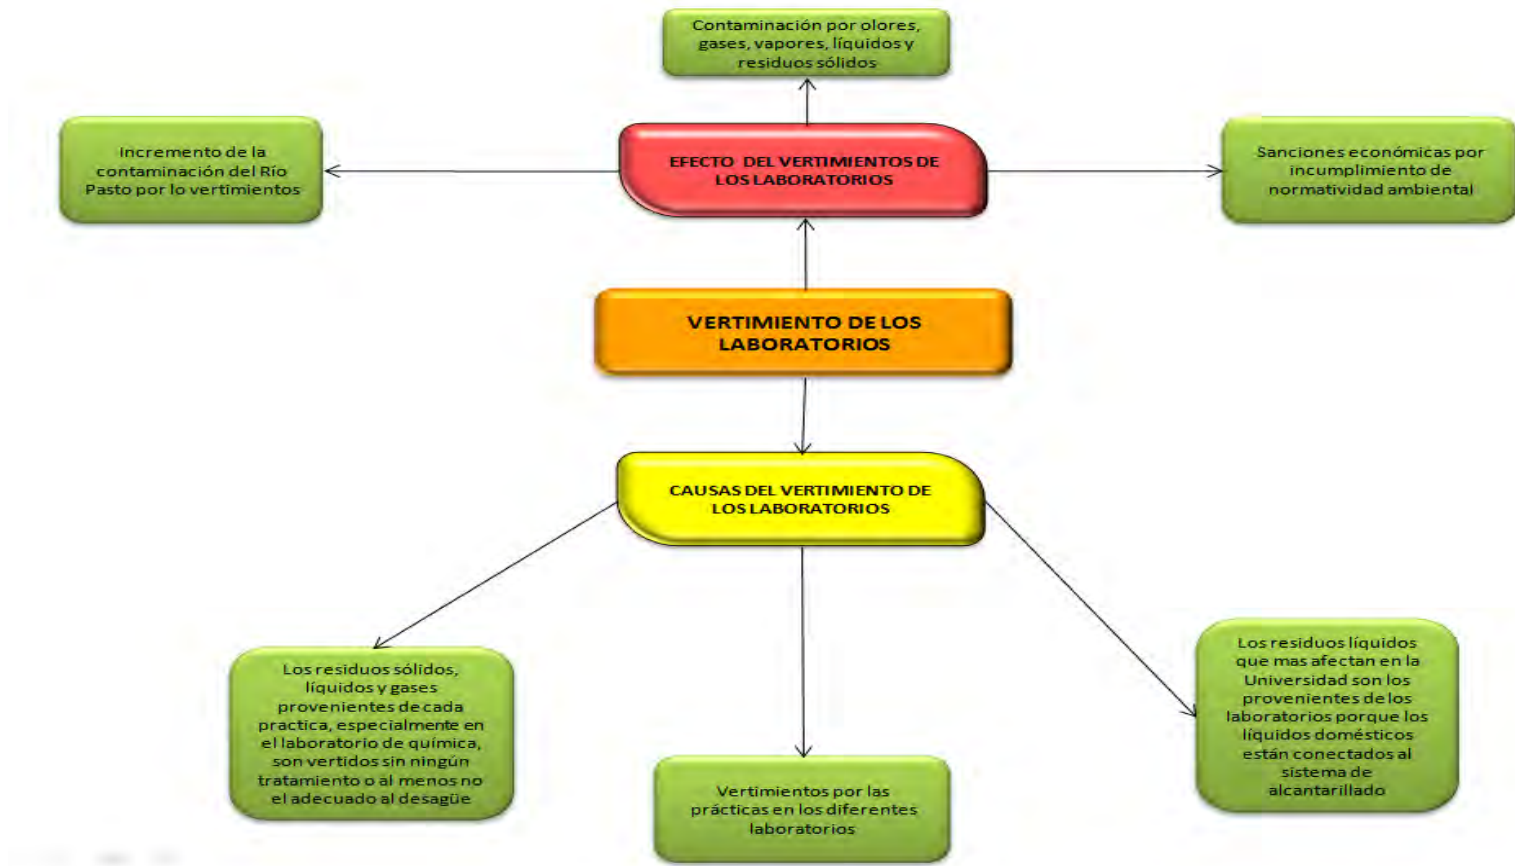 Contaminación por olores,
gases, vapores, líquidos y
residuos sólidos
Incremento de la
contaminación del Río
Pasto por lo vertimientos
EFECTO DEL VERTIMIENTOS DE
LOS LABORATORIOS
Sanciones económicas por
incumplimiento de
normatividad ambiental
VERTIMIENTO DE LOS
LABORATORIOS
CAUSAS DEL VERTIMIENTO DE
LOS LABORATORIOS
Los residuos sólidos,
líquidos y gases
provenientes de cada
practica, especialmente en
el laboratorio de química,
son vertidos sin ningún
tratamiento o al menos no
el adecuado al desagüe
Vertimientos por las
prácticas en los diferentes
laboratorios
Los residuos líquidos
que mas afectan en la
Universidad son los
provenientes de los
laboratorios porque los
líquidos domésticos
están conectados al
sistema de
alcantarillado